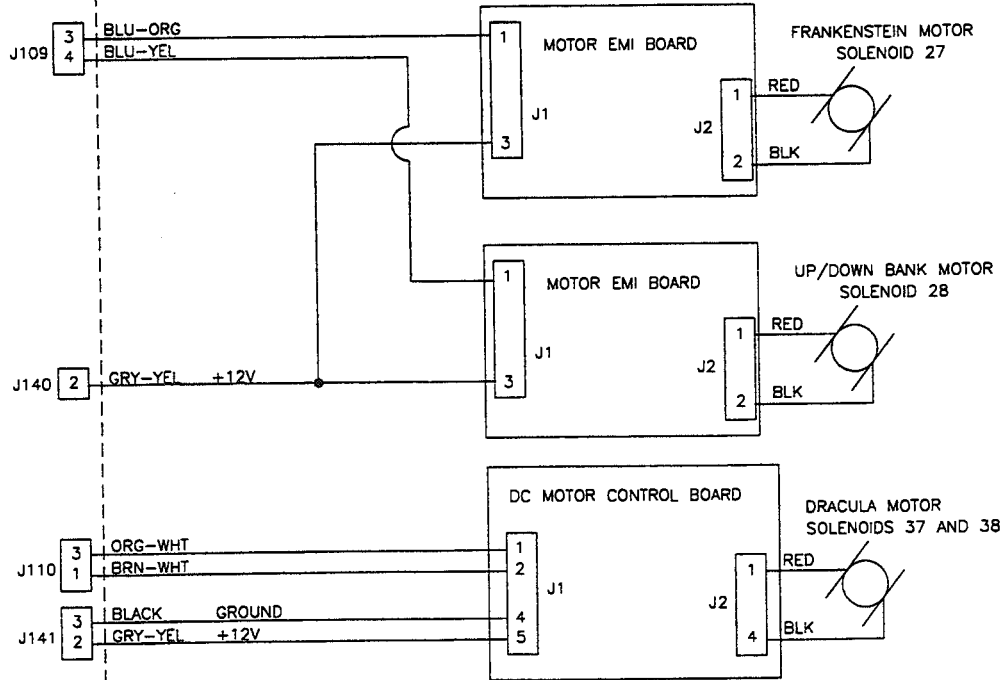 J109
3 BLU-ORG
4 BLU-YEL
1
3
J1
MOTOR EMI BOARD
J2
1 RED
2 BLK
FRANKENSTEIN MOTOR
SOLENOID 27
J140
2 GRY-YEL +12V
1
3
J1
MOTOR EMI BOARD
J2
1 RED
2 BLK
UP/DOWN BANK MOTOR
SOLENOID 28
J110
3 ORG-WHT
1 BRN-WHT
J141
3 BLACK GROUND
2 GRY-YEL +12V
DC MOTOR CONTROL BOARD
1
2
4
5
J1
J2
1 RED
4 BLK
DRACULA MOTOR
SOLENOIDS 37 AND 38